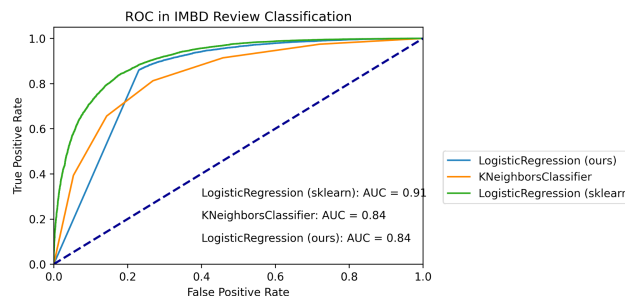 ROC in IMBD Review Classification
True Positive Rate
1.0
0.8
0.6
0.4
0.2
0.0
LogisticRegression (sklearn): AUC = 0.91
KNeighborsClassifier: AUC = 0.84
LogisticRegression (ours): AUC = 0.84
0.0 0.2 0.4 0.6 0.8 1.0
False Positive Rate
LogisticRegression (ours)
KNeighborsClassifier
LogisticRegression (sklearn